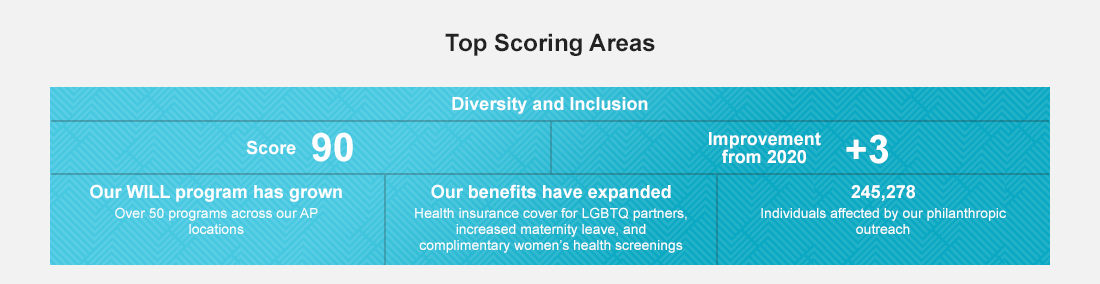 Top Scoring Areas
Diversity and Inclusion
Score 90
Improvement
from 2020
+3
Our WILL program has grown
Over 50 programs across our AP
locations
Our benefits have expanded
Health insurance cover for LGBTQ partners,
increased maternity leave, and
complimentary women's health screenings
245,278
Individuals affected by our philanthropic
outreach